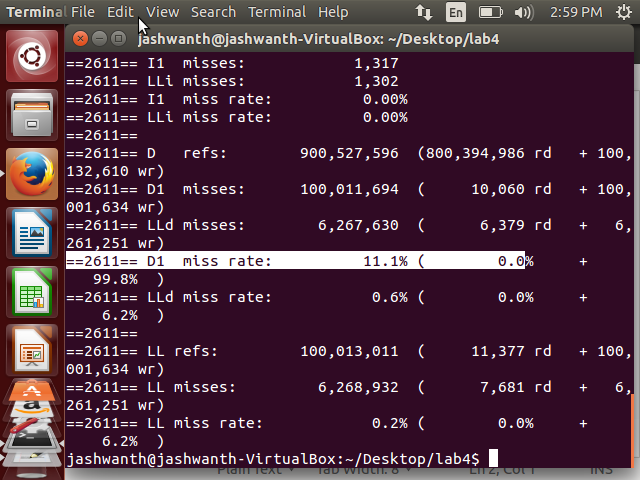 Terminal File Edit View Search Terminal Help En 2:59 PM
jashwanth@jashwanth-VirtualBox: ~/Desktop/lab4
==2611== I1  misses:             1,317
==2611== LLi misses:             1,302
==2611== I1  miss rate:           0.00%
==2611== LLi miss rate:           0.00%
==2611==
==2611== D   refs:       900,527,596  (800,394,986 rd   + 100,
132,610 wr)
==2611== D1  misses:     100,011,694  (     10,060 rd   + 100,
001,634 wr)
==2611== LLd misses:       6,267,630  (      6,379 rd   +   6,
261,251 wr)
==2611== D1  miss rate:         11.1% (        0.0%     +
   99.8%  )
==2611== LLd miss rate:          0.6% (        0.0%     +
    6.2%  )
==2611==
==2611== LL refs:        100,013,011  (     11,377 rd   + 100,
001,634 wr)
==2611== LL misses:        6,268,932  (      7,681 rd   +   6,
261,251 wr)
==2611== LL miss rate:           0.2% (        0.0%     +
    6.2%  )
jashwanth@jashwanth-VirtualBox:~/Desktop/lab4$
Plain Text Tab Width: 8 Ln 2, Col 1 INS